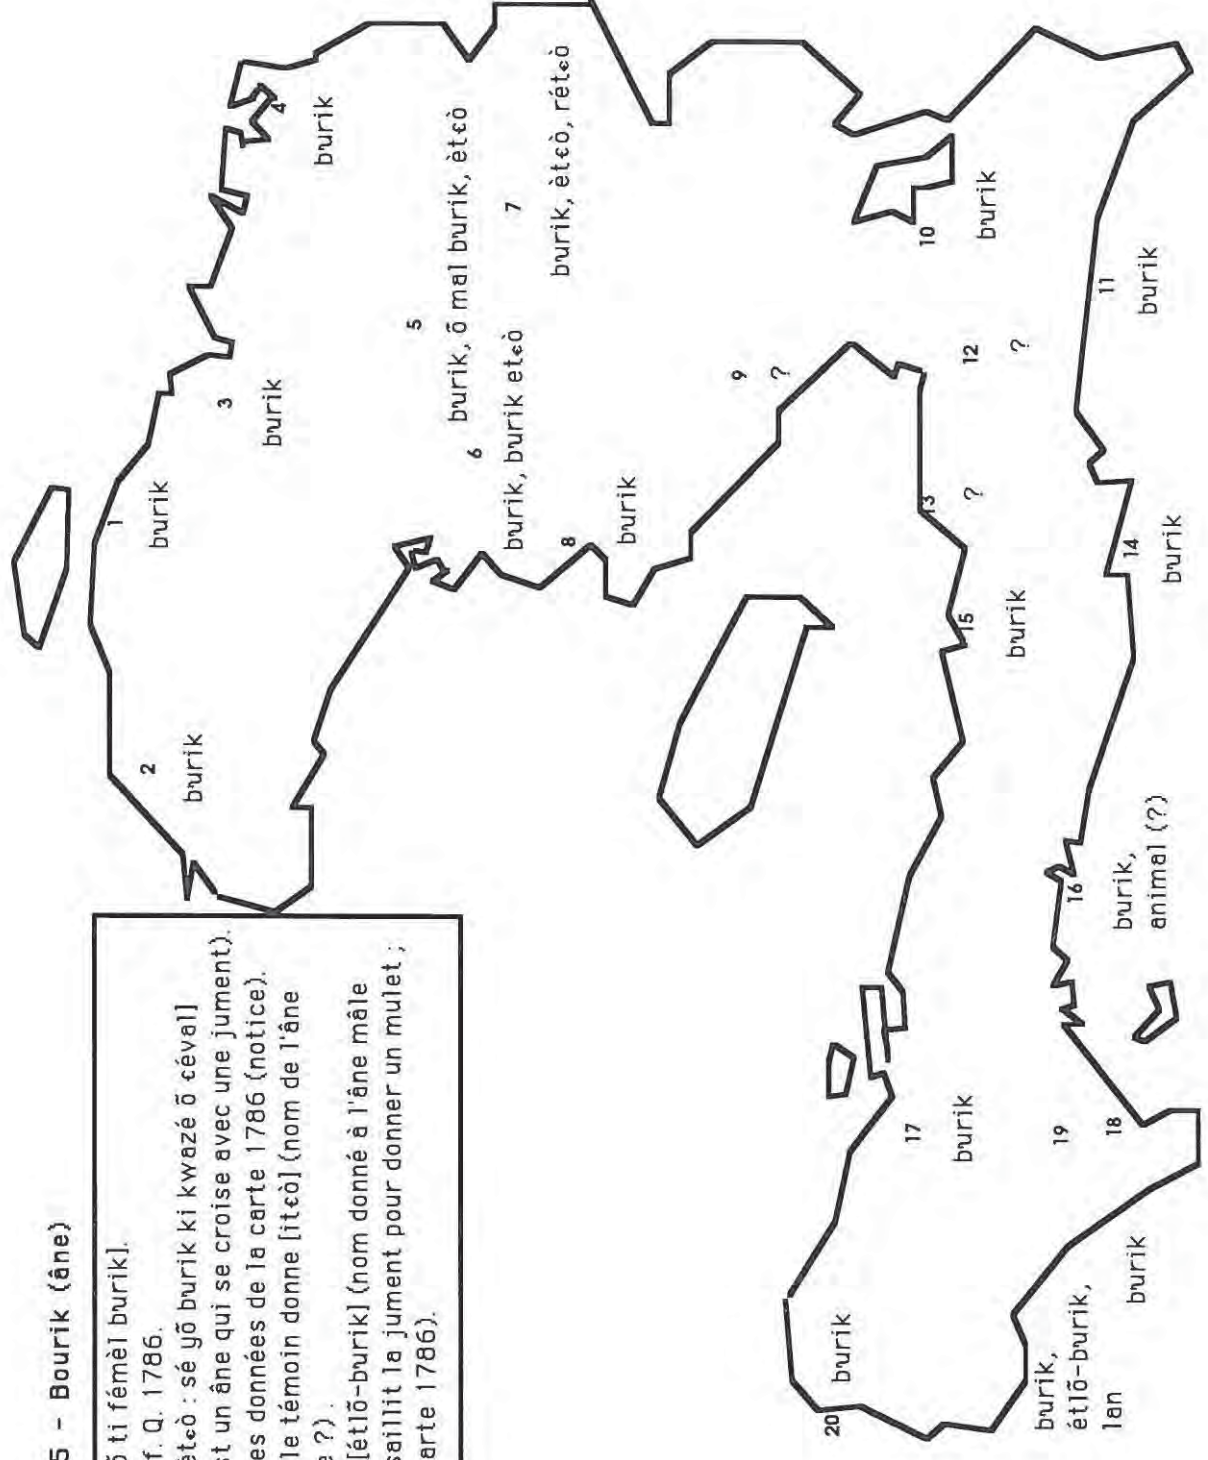 5 - Bourik (âne)
õ ti fémèl burik].
f. Q. 1786.
ètɛò : sé yõ burik ki kwazé õ ɛéval]
st un âne qui se croise avec une jument).
es données de la carte 1786 (notice).
le témoin donne [itɛò] (nom de l'âne
e ?).
[étlõ-burik] (nom donné à l'âne mâle
saillit la jument pour donner un mulet ;
arte 1786).
1
burik
2
burik
3
burik
4
burik
5
burik, õ mal burik, ètɛò
6
burik, burik etɛò
7
burik, ètɛò, rétɛò
8
burik
9
?
10
burik
11
burik
12
?
13
?
14
burik
15
burik
16
burik,
animal (?)
17
burik
18
burik
19
burik,
étlõ-burik,
lan
20
burik